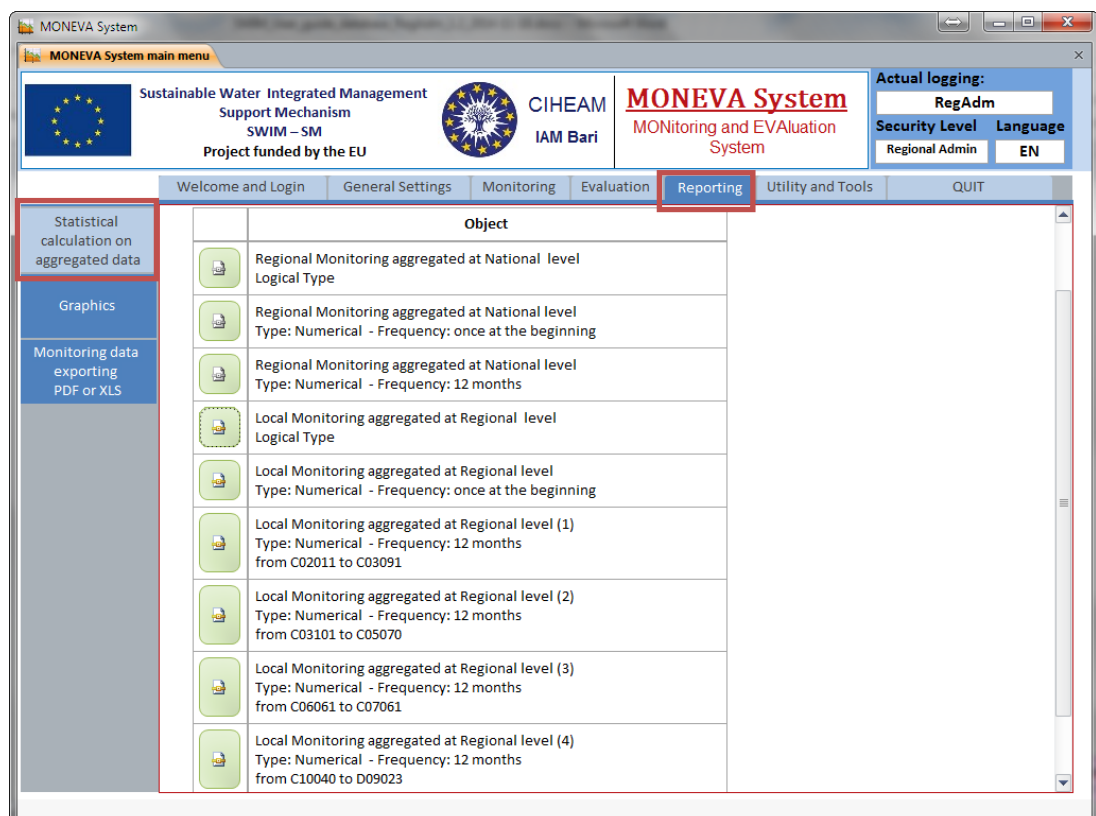 MONEVA System
MONEVA System main menu
Sustainable Water Integrated Management
Support Mechanism
SWIM – SM
Project funded by the EU
CIHEAM
IAM Bari
MONEVA System
MONitoring and EVAluation
System
Actual logging:
RegAdm
Security Level Language
Regional Admin EN
Welcome and Login General Settings Monitoring Evaluation Reporting Utility and Tools QUIT
Statistical
calculation on
aggregated data
Graphics
Monitoring data
exporting
PDF or XLS
Object
Regional Monitoring aggregated at National level
Logical Type
Regional Monitoring aggregated at National level
Type: Numerical - Frequency: once at the beginning
Regional Monitoring aggregated at National level
Type: Numerical - Frequency: 12 months
Local Monitoring aggregated at Regional level
Logical Type
Local Monitoring aggregated at Regional level
Type: Numerical - Frequency: once at the beginning
Local Monitoring aggregated at Regional level (1)
Type: Numerical - Frequency: 12 months
from C02011 to C03091
Local Monitoring aggregated at Regional level (2)
Type: Numerical - Frequency: 12 months
from C03101 to C05070
Local Monitoring aggregated at Regional level (3)
Type: Numerical - Frequency: 12 months
from C06061 to C07061
Local Monitoring aggregated at Regional level (4)
Type: Numerical - Frequency: 12 months
from C10040 to D09023